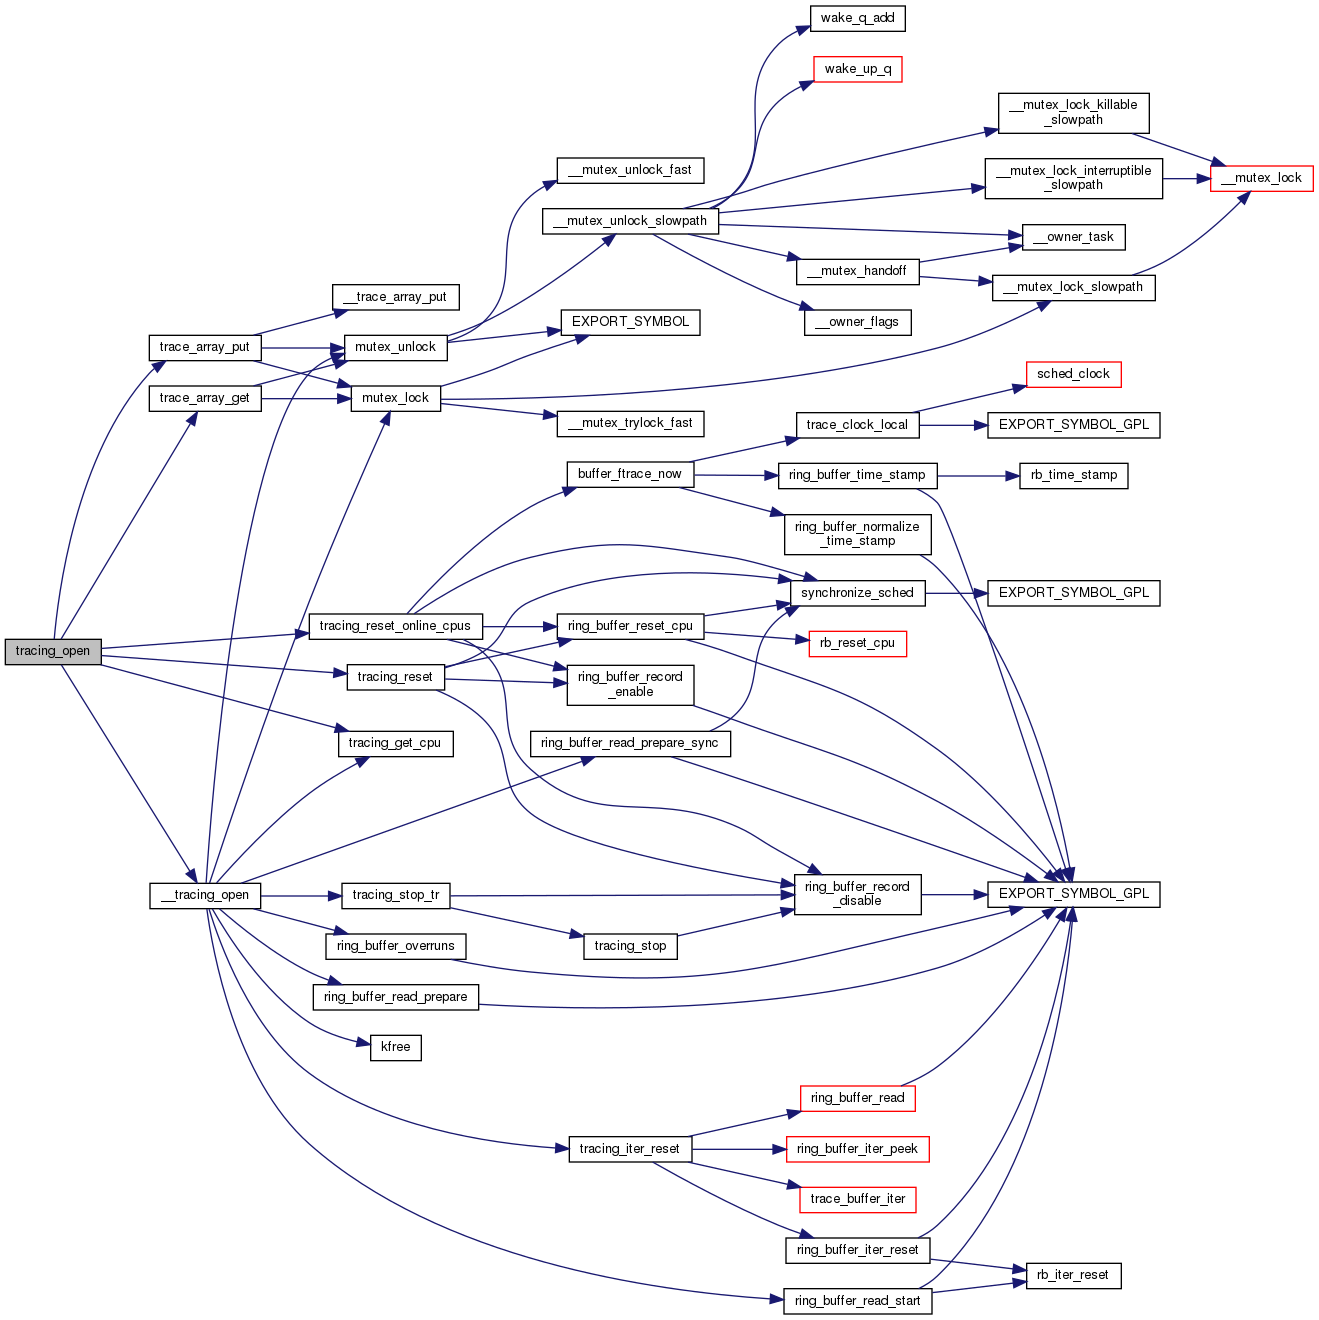 wake_q_add
wake_up_q
__mutex_lock_killable
_slowpath
__mutex_unlock_fast
__mutex_lock_interruptible
_slowpath
__mutex_lock
__mutex_unlock_slowpath
__owner_task
__mutex_handoff
__mutex_lock_slowpath
__trace_array_put
EXPORT_SYMBOL
__owner_flags
trace_array_put
mutex_unlock
sched_clock
trace_array_get
mutex_lock
__mutex_trylock_fast
trace_clock_local
EXPORT_SYMBOL_GPL
buffer_ftrace_now
ring_buffer_time_stamp
rb_time_stamp
ring_buffer_normalize
_time_stamp
synchronize_sched
EXPORT_SYMBOL_GPL
tracing_reset_online_cpus
ring_buffer_reset_cpu
rb_reset_cpu
tracing_open
tracing_reset
ring_buffer_record
_enable
tracing_get_cpu
ring_buffer_read_prepare_sync
__tracing_open
tracing_stop_tr
ring_buffer_record
_disable
EXPORT_SYMBOL_GPL
ring_buffer_overruns
tracing_stop
ring_buffer_read_prepare
kfree
ring_buffer_read
tracing_iter_reset
ring_buffer_iter_peek
trace_buffer_iter
ring_buffer_iter_reset
rb_iter_reset
ring_buffer_read_start